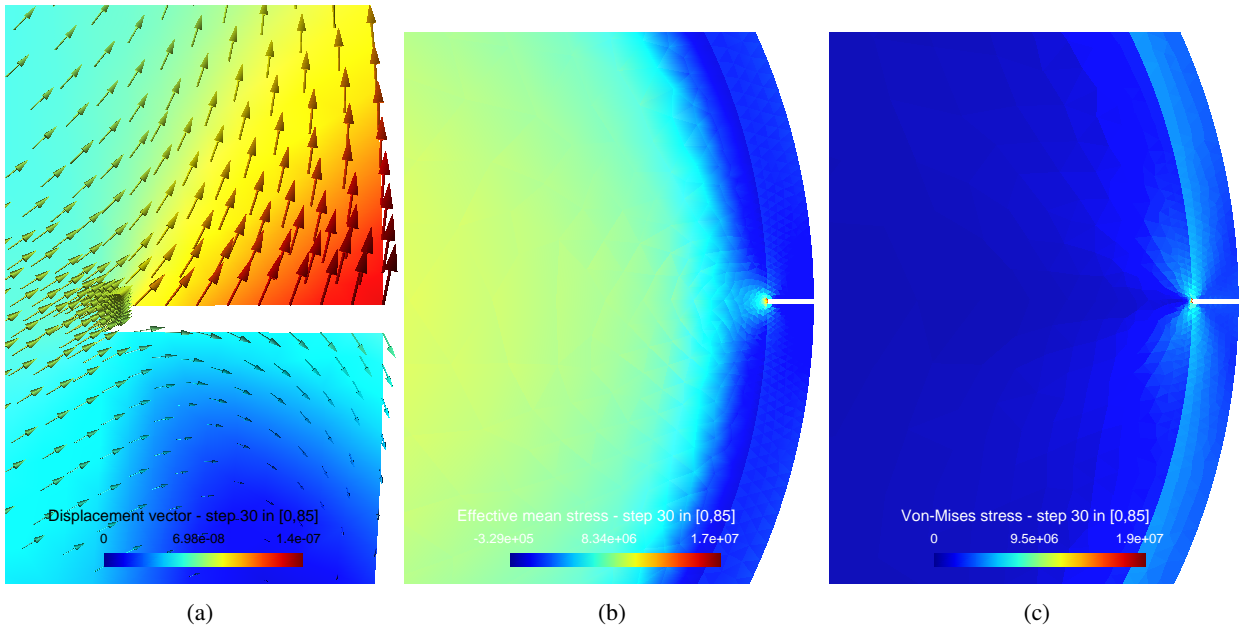 Displacement vector - step 30 in [0,85]
0 6.98e-08 1.4e-07
Effective mean stress - step 30 in [0,85]
-3.29e+05 8.34e+06 1.7e+07
Von-Mises stress - step 30 in [0,85]
0 9.5e+06 1.9e+07
(a) (b) (c)